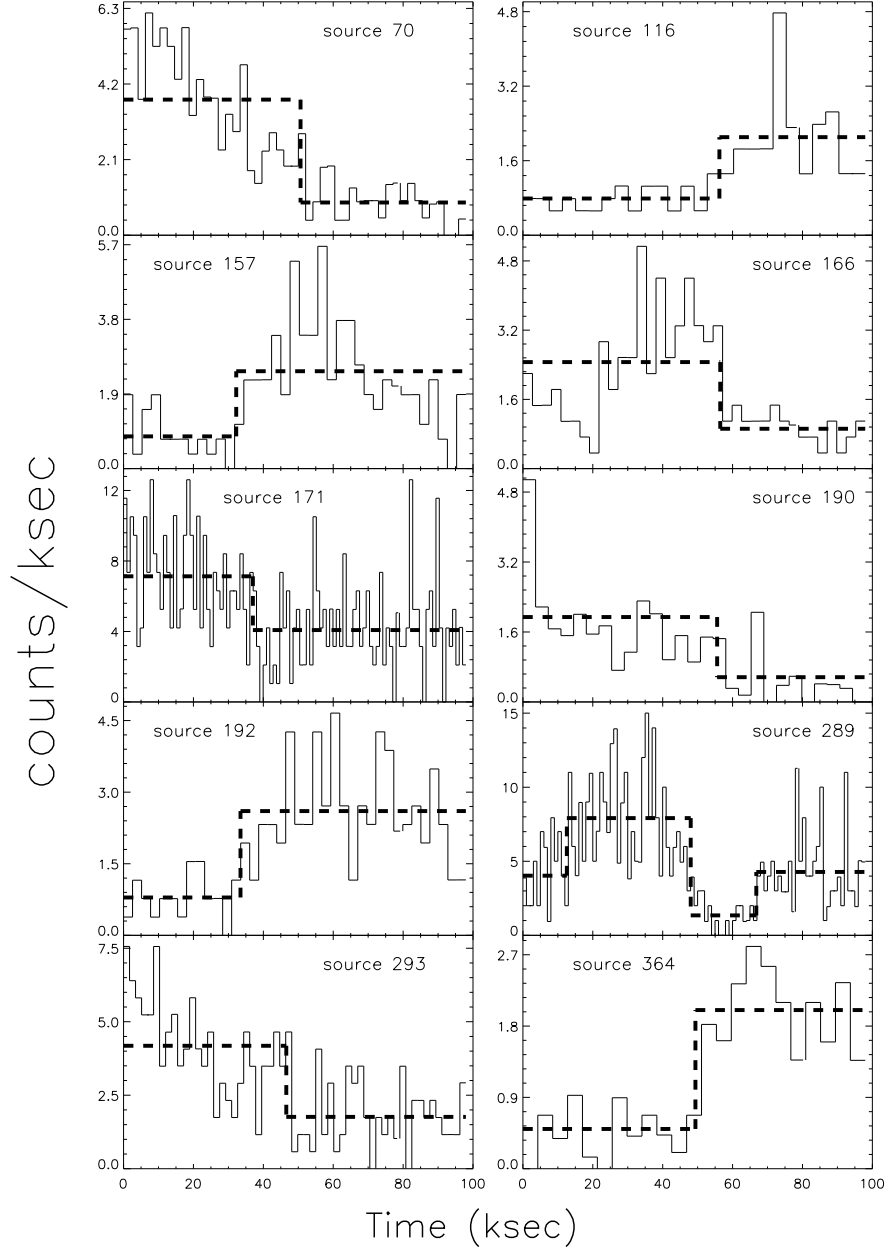 source 70
6.3
4.2
2.1
0.0
source 116
4.8
3.2
1.6
0.0
source 157
5.7
3.8
1.9
0.0
source 166
4.8
3.2
1.6
0.0
source 171
12
8
4
0
source 190
4.8
3.2
1.6
0.0
source 192
4.5
3.0
1.5
0.0
source 289
15
10
5
0
source 293
7.5
5.0
2.5
0.0
source 364
2.7
1.8
0.9
0.0
0 20 40 60 80 100
0 20 40 60 80 100
counts/ksec
Time (ksec)